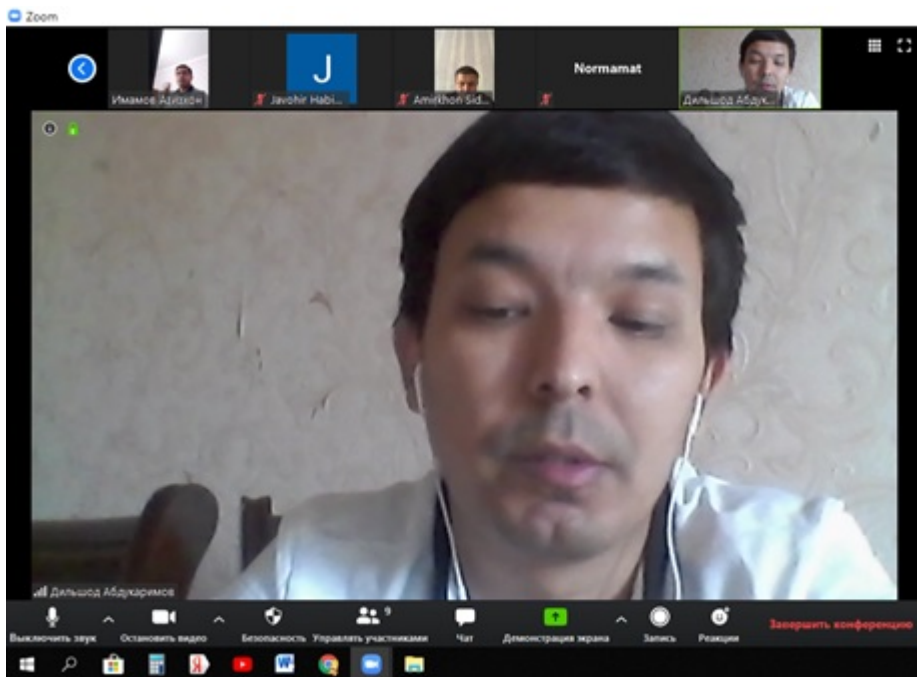 Zoom
J
Normamat
Имамов Адизхон
Javohir Habi...
Amirkhon Sid...
Дильшод Абдук...
Дильшод Абдукаримов
9
Выключить звук
Остановить видео
Безопасность
Управлять участниками
Чат
Демонстрация экрана
Запись
Реакции
Завершить конференцию